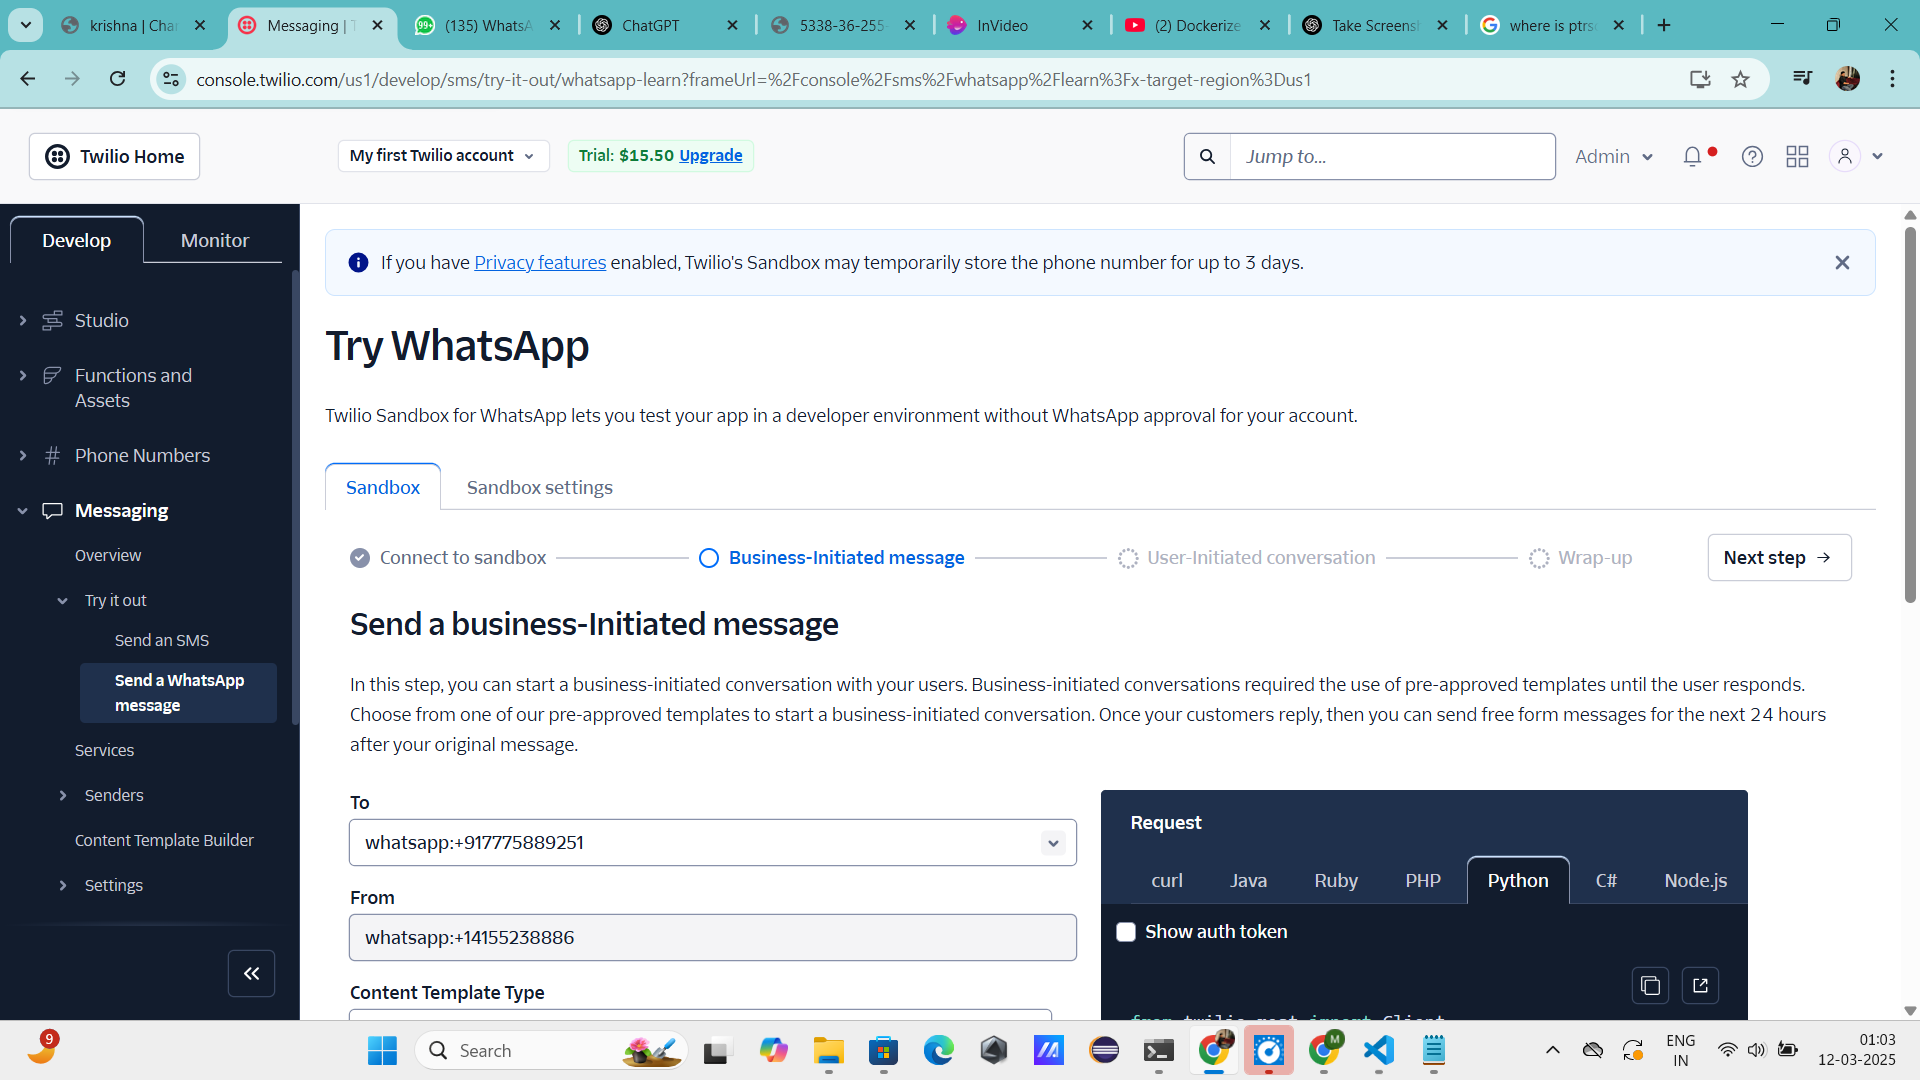 krishna | Char
Messaging | T
(135) WhatsA
ChatGPT
5338-36-255-
InVideo
(2) Dockerize
Take Screensh
where is ptrsc
console.twilio.com/us1/develop/sms/try-it-out/whatsapp-learn?frameUrl=%2Fconsole%2Fsms%2Fwhatsapp%2Flearn%3Fx-target-region%3Dus1
Twilio Home
My first Twilio account
Trial: $15.50 Upgrade
Jump to...
Admin
Develop
Monitor
If you have Privacy features enabled, Twilio's Sandbox may temporarily store the phone number for up to 3 days.
Studio
Functions and
Assets
Phone Numbers
Messaging
Overview
Try it out
Send an SMS
Send a WhatsApp
message
Services
Senders
Content Template Builder
Settings
Try WhatsApp
Twilio Sandbox for WhatsApp lets you test your app in a developer environment without WhatsApp approval for your account.
Sandbox
Sandbox settings
Connect to sandbox
Business-Initiated message
User-Initiated conversation
Wrap-up
Next step
Send a business-Initiated message
In this step, you can start a business-initiated conversation with your users. Business-initiated conversations required the use of pre-approved templates until the user responds.
Choose from one of our pre-approved templates to start a business-initiated conversation. Once your customers reply, then you can send free form messages for the next 24 hours
after your original message.
To
whatsapp:+917775889251
From
whatsapp:+14155238886
Content Template Type
Request
curl
Java
Ruby
PHP
Python
C#
Node.js
Show auth token
from twilio.rest import Client
9
Search
M
ENG
IN
01:03
12-03-2025